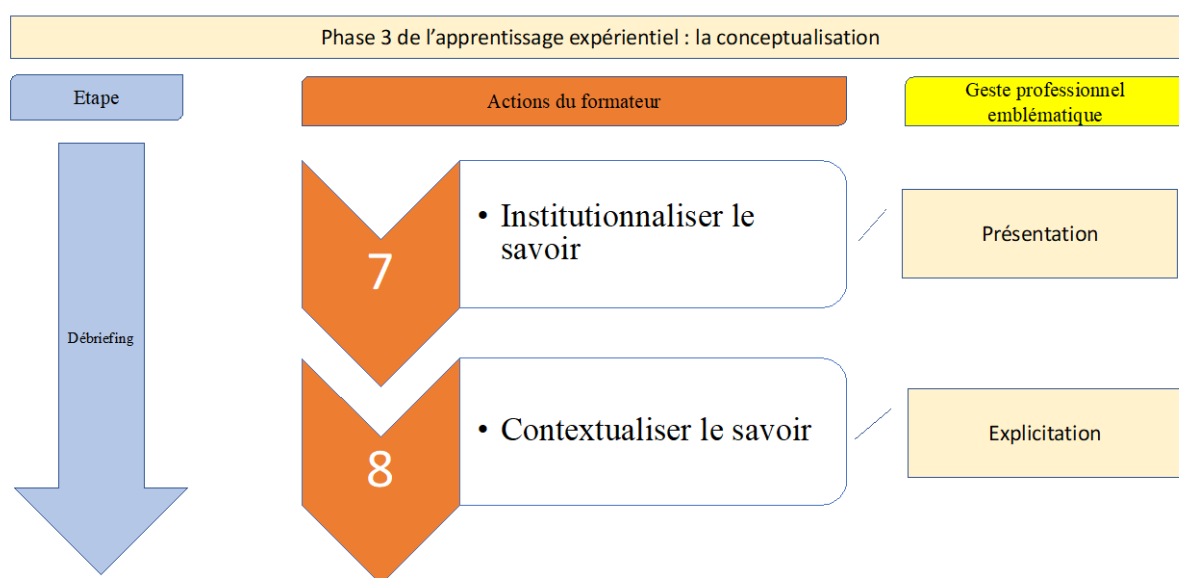 Phase 3 de l’apprentissage expérientiel : la conceptualisation
Etape
Actions du formateur
Geste professionnel
emblématique
Débriefing
7
• Institutionnaliser le
savoir
Présentation
8
• Contextualiser le savoir
Explicitation